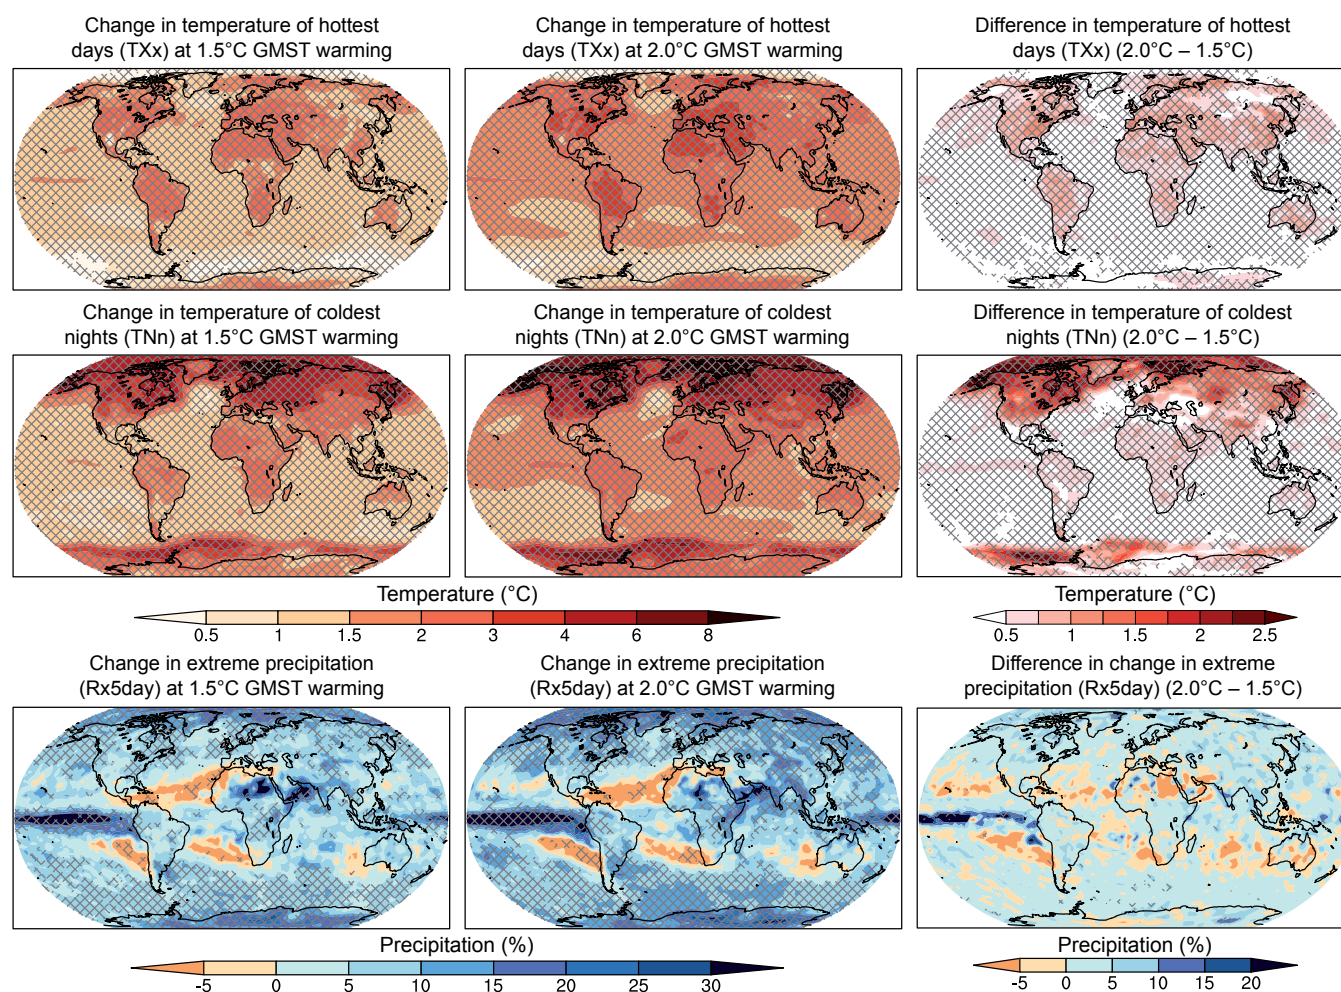 Change in temperature of hottest
days (TXx) at 1.5°C GMST warming
Change in temperature of hottest
days (TXx) at 2.0°C GMST warming
Difference in temperature of hottest
days (TXx) (2.0°C – 1.5°C)
Change in temperature of coldest
nights (TNn) at 1.5°C GMST warming
Change in temperature of coldest
nights (TNn) at 2.0°C GMST warming
Difference in temperature of coldest
nights (TNn) (2.0°C – 1.5°C)
Temperature (°C)
0.5 1 1.5 2 3 4 6 8
Temperature (°C)
0.5 1 1.5 2 2.5
Change in extreme precipitation
(Rx5day) at 1.5°C GMST warming
Change in extreme precipitation
(Rx5day) at 2.0°C GMST warming
Difference in change in extreme
precipitation (Rx5day) (2.0°C – 1.5°C)
Precipitation (%)
-5 0 5 10 15 20 25 30
Precipitation (%)
-5 0 5 10 15 20